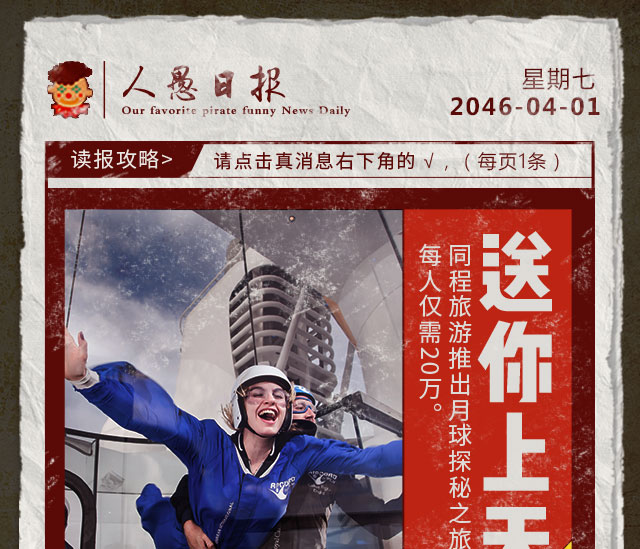 人愚日报
Our favorite pirate funny News Daily
星期七
2046-04-01
读报攻略>
请点击真消息右下角的 √ ，（ 每页1条 ）
送你上天
同程旅游推出月球探秘之旅
每人仅需20万。
RECORD